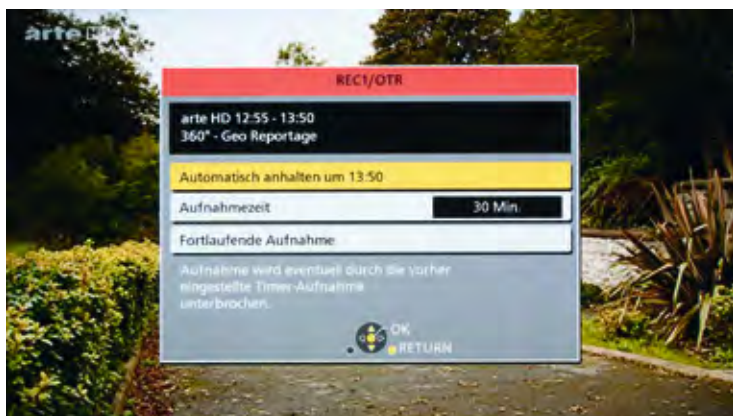 arte HD
REC1/OTR
arte HD 12:55 - 13:50
360° - Geo Reportage
Automatisch anhalten um 13:50
Aufnahmezeit 30 Min.
Fortlaufende Aufnahme
Aufnahme wird eventuell durch die vorher
eingestellte Timer-Aufnahme
unterbrochen.
OK
RETURN